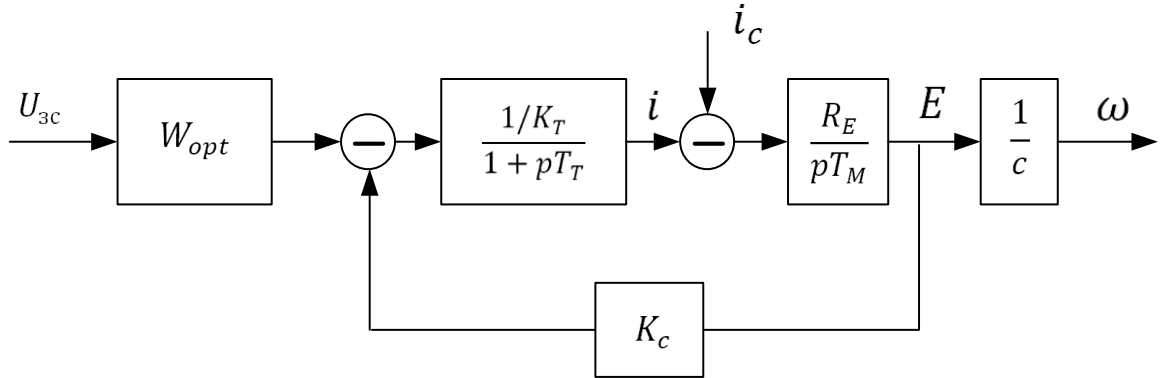 U_зс
W_opt
−
1/K_T
1 + pT_T
i
i_c
−
R_E
pT_M
E
1
c
ω
K_c